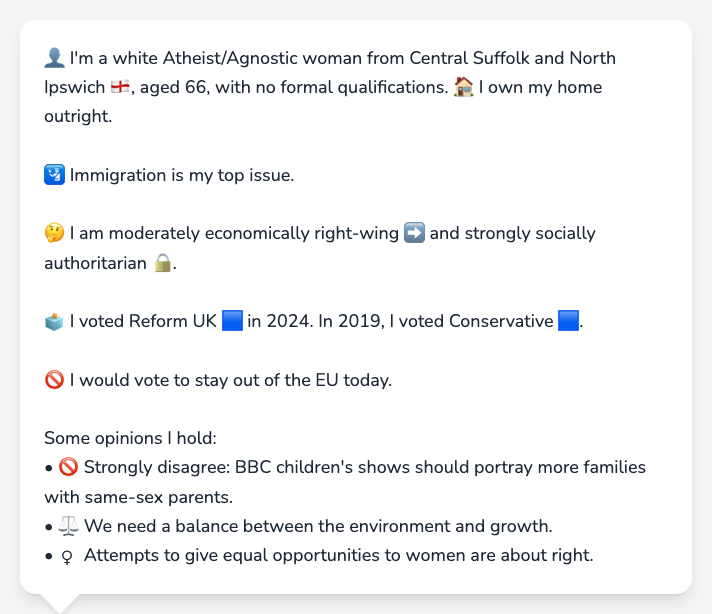 👤 I'm a white Atheist/Agnostic woman from Central Suffolk and North
Ipswich 🏴󠁧󠁢󠁥󠁮󠁧󠁿, aged 66, with no formal qualifications. 🏠 I own my home
outright.
🛂 Immigration is my top issue.
🤔 I am moderately economically right-wing ➡️ and strongly socially
authoritarian 🔒.
🗳️ I voted Reform UK 🟦 in 2024. In 2019, I voted Conservative 🟦.
🚫 I would vote to stay out of the EU today.
Some opinions I hold:
• 🚫 Strongly disagree: BBC children's shows should portray more families
with same-sex parents.
• ⚖️ We need a balance between the environment and growth.
• ♀ Attempts to give equal opportunities to women are about right.